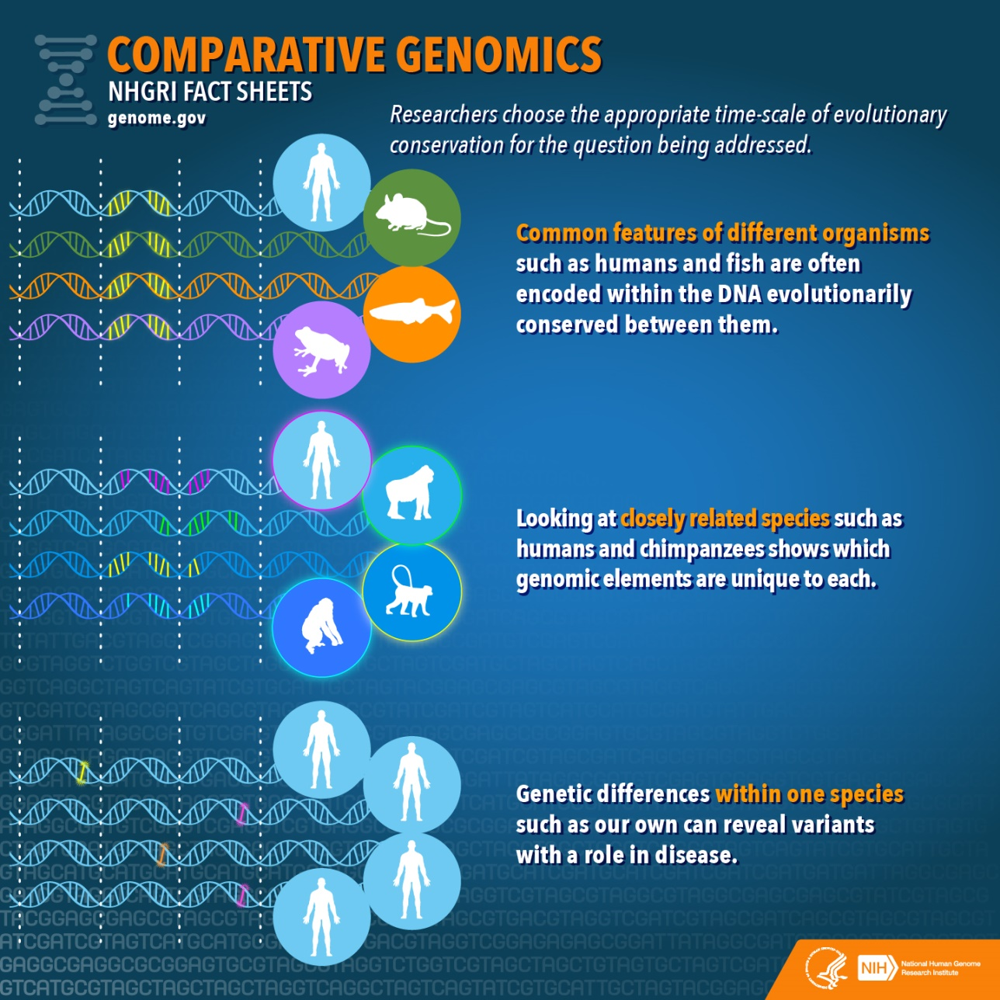 COMPARATIVE GENOMICS
NHGRI FACT SHEETS
genome.gov
Researchers choose the appropriate time-scale of evolutionary
conservation for the question being addressed.
Common features of different organisms
such as humans and fish are often
encoded within the DNA evolutionarily
conserved between them.
Looking at closely related species such as
humans and chimpanzees shows which
genomic elements are unique to each.
Genetic differences within one species
such as our own can reveal variants
with a role in disease.
NIH
National Human Genome
Research Institute